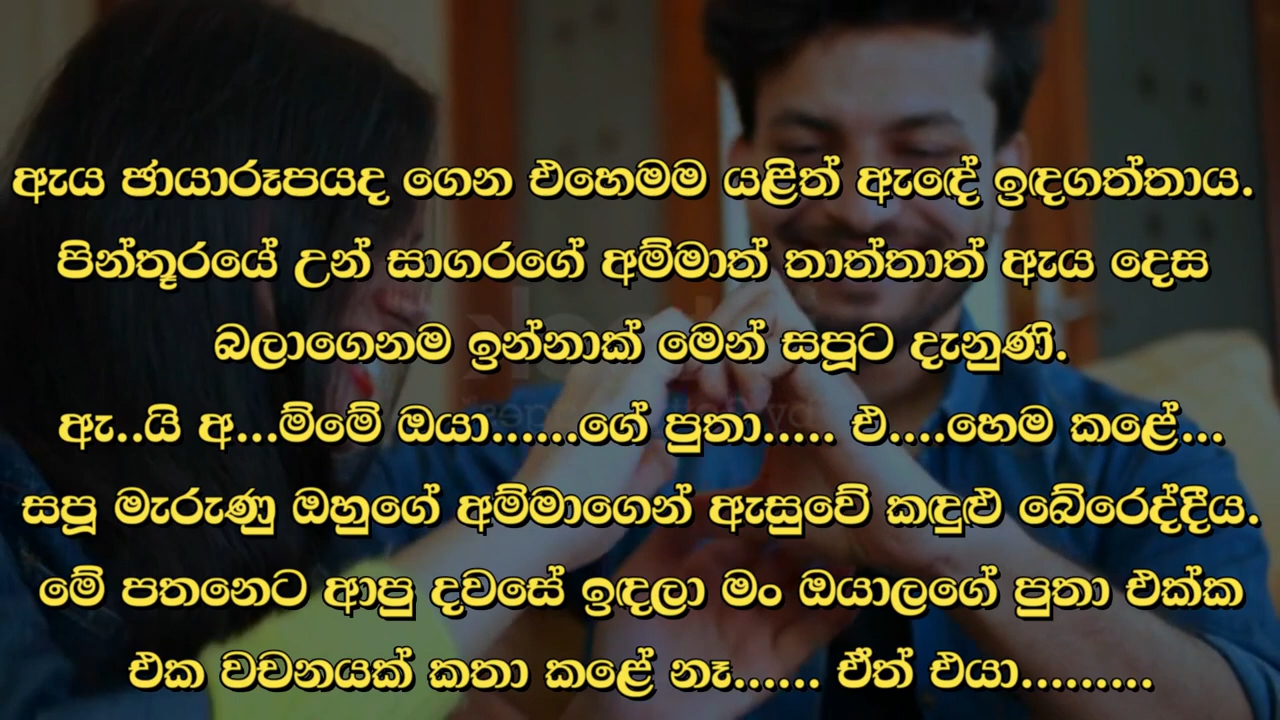 ඇය ඡායාරූපයද ගෙන එහෙමම යළිත් ඇඳේ ඉඳගත්තාය.
පින්තූරයේ උන් සාගරගේ අම්මාත් තාත්තාත් ඇය දෙස
බලාගෙනම ඉන්නාක් මෙන් සපූට දැනුණි.
ඇ..යි අ...ම්මේ ඔයා......ගේ පුතා..... එ....හෙම කළේ...
සපූ මැරුණු ඔහුගේ අම්මාගෙන් ඇසුවේ කඳුළු බේරෙද්දීය.
මේ පතනෙට ආපු දවසේ ඉඳලා මං ඔයාලගේ පුතා එක්ක
එක වචනයක් කතා කළේ නෑ...... ඒත් එයා.........